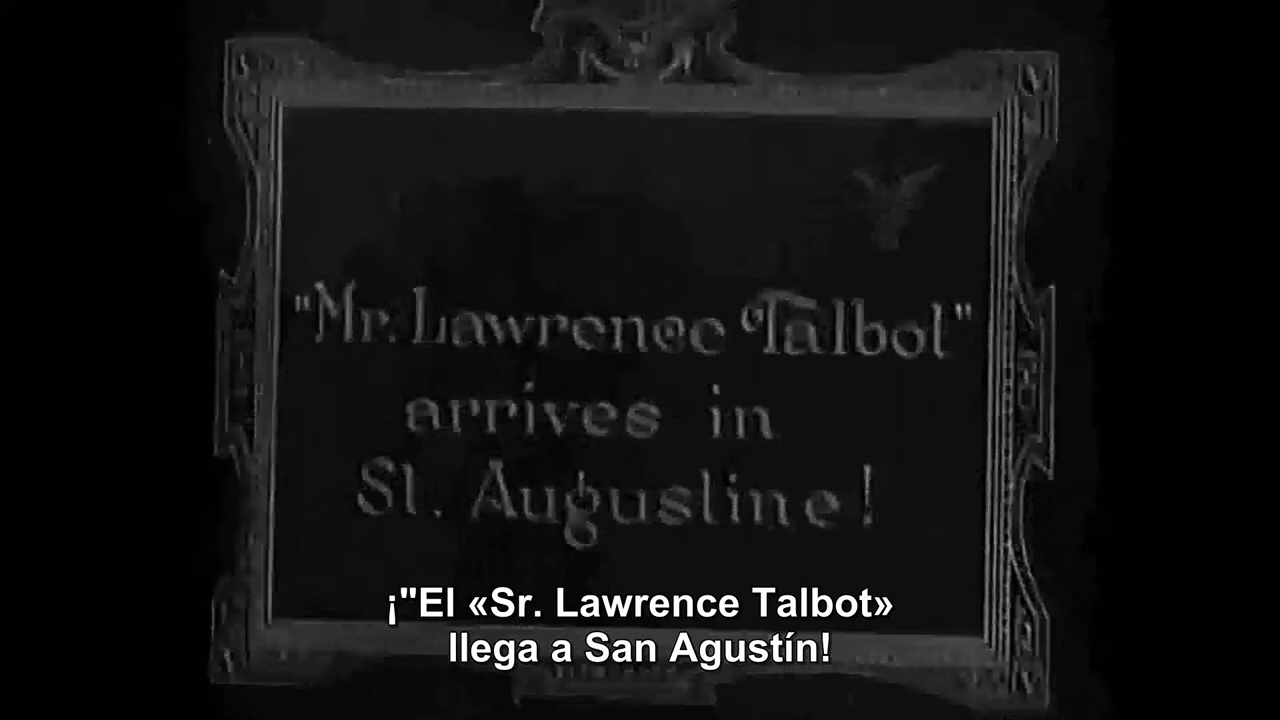 "Mr. Lawrence Talbot"
arrives in
St. Augustine!
¡"El «Sr. Lawrence Talbot»
llega a San Agustín!